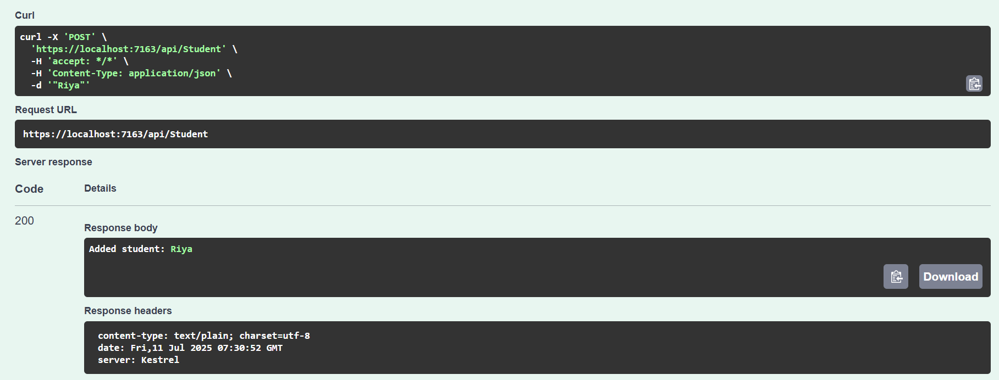 Curl
curl -X 'POST' \
'https://localhost:7163/api/Student' \
-H 'accept: */*' \
-H 'Content-Type: application/json' \
-d '"Riya"'
Request URL
https://localhost:7163/api/Student
Server response
Code Details
200
Response body
Added student: Riya
Download
Response headers
content-type: text/plain; charset=utf-8
date: Fri,11 Jul 2025 07:30:52 GMT
server: Kestrel